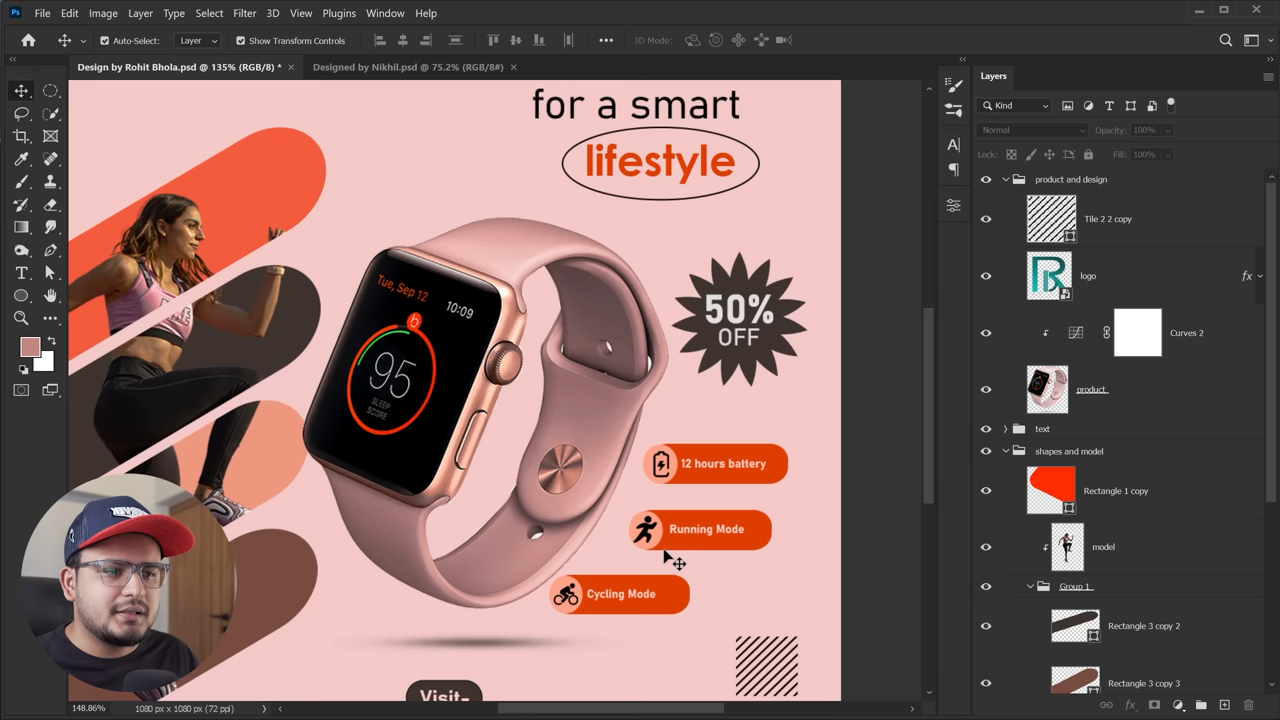 Ps File Edit Image Layer Type Select Filter 3D View Plugins Window Help
Auto-Select: Layer Show Transform Controls 3D Mode:
Design by Rohit Bhola.psd @ 135% (RGB/8) * × Designed by Nikhil.psd @ 75.2% (RGB/8#) ×
for a smart
lifestyle
Tue, Sep 12
10:09
6
95
SLEEP
SCORE
50%
OFF
12 hours battery
Running Mode
Cycling Mode
Visit-
148.86% 1080 px x 1080 px (72 ppi)
Layers
Kind
Normal Opacity: 100%
Lock: Fill: 100%
product and design
Tile 2 2 copy
logo fx
Curves 2
product
text
shapes and model
Rectangle 1 copy
model
Group 1
Rectangle 3 copy 2
Rectangle 3 copy 3
fx